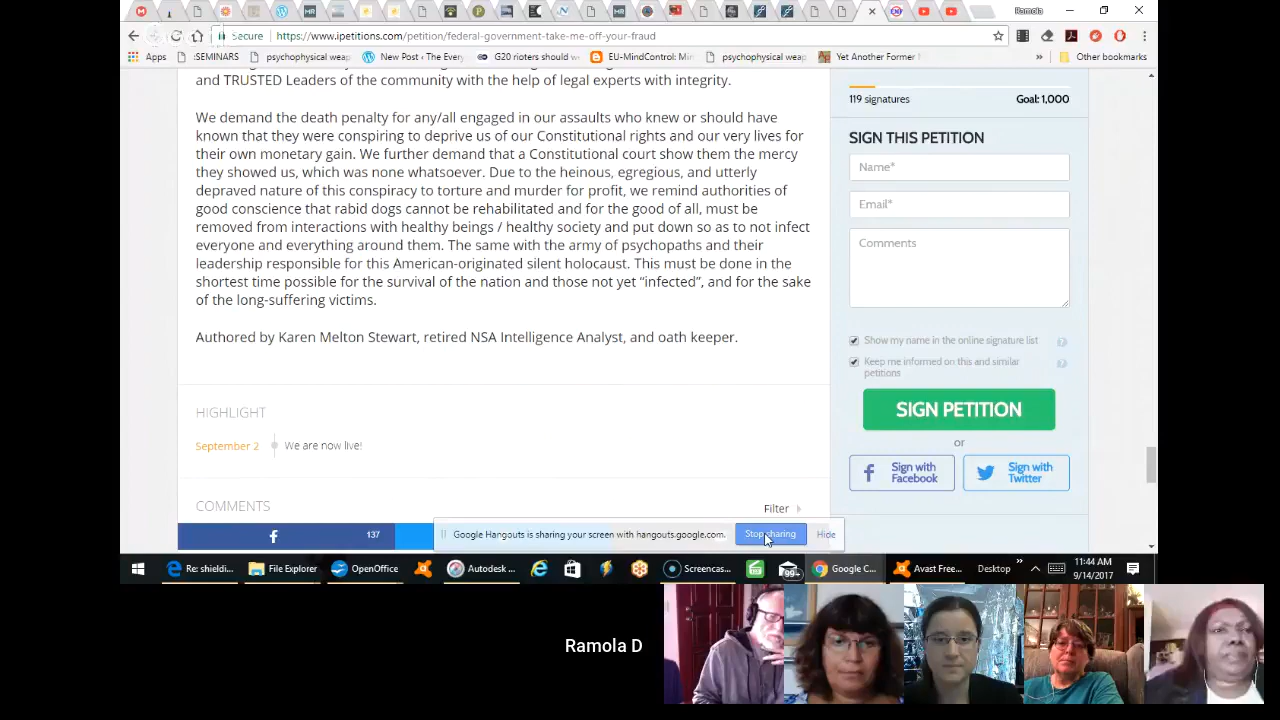 Ramola
Secure
https://www.ipetitions.com/petition/federal-government-take-me-off-your-fraud
Apps :SEMINARS psychophysical weap New Post ‹ The Every G20 rioters should be EU-MindControl: Mi psychophysical weap Yet Another Former » Other bookmarks
and TRUSTED Leaders of the community with the help of legal experts with integrity.
We demand the death penalty for any/all engaged in our assaults who knew or should have
known that they were conspiring to deprive us of our Constitutional rights and our very lives for
their own monetary gain. We further demand that a Constitutional court show them the mercy
they showed us, which was none whatsoever. Due to the heinous, egregious, and utterly
depraved nature of this conspiracy to torture and murder for profit, we remind authorities of
good conscience that rabid dogs cannot be rehabilitated and for the good of all, must be
removed from interactions with healthy beings / healthy society and put down so as to not infect
everyone and everything around them. The same with the army of psychopaths and their
leadership responsible for this American-originated silent holocaust. This must be done in the
shortest time possible for the survival of the nation and those not yet “infected”, and for the sake
of the long-suffering victims.
Authored by Karen Melton Stewart, retired NSA Intelligence Analyst, and oath keeper.
HIGHLIGHT
September 2 We are now live!
COMMENTS
Filter
137
119 signatures Goal: 1,000
SIGN THIS PETITION
Name*
Email*
Comments
Show my name in the online signature list ?
Keep me informed on this and similar ?
petitions
SIGN PETITION
or
Sign with
Facebook
Sign with
Twitter
Google Hangouts is sharing your screen with hangouts.google.com. Stop sharing Hide
Re: shieldi... File Explorer OpenOffice Autodesk ... 99+ Screencas... Google C... Avast Free... Desktop » 11:44 AM
9/14/2017
Ramola D